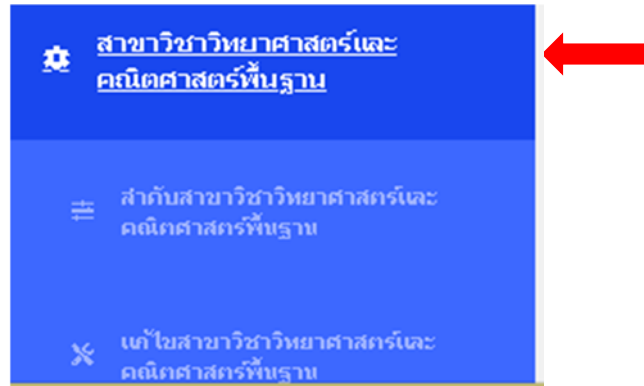 สาขาวิชาวิทยาศาสตร์และ
คณิตศาสตร์พื้นฐาน
ลำดับสาขาวิชาวิทยาศาสตร์และ
คณิตศาสตร์พื้นฐาน
แก้ไขสาขาวิชาวิทยาศาสตร์และ
คณิตศาสตร์พื้นฐาน